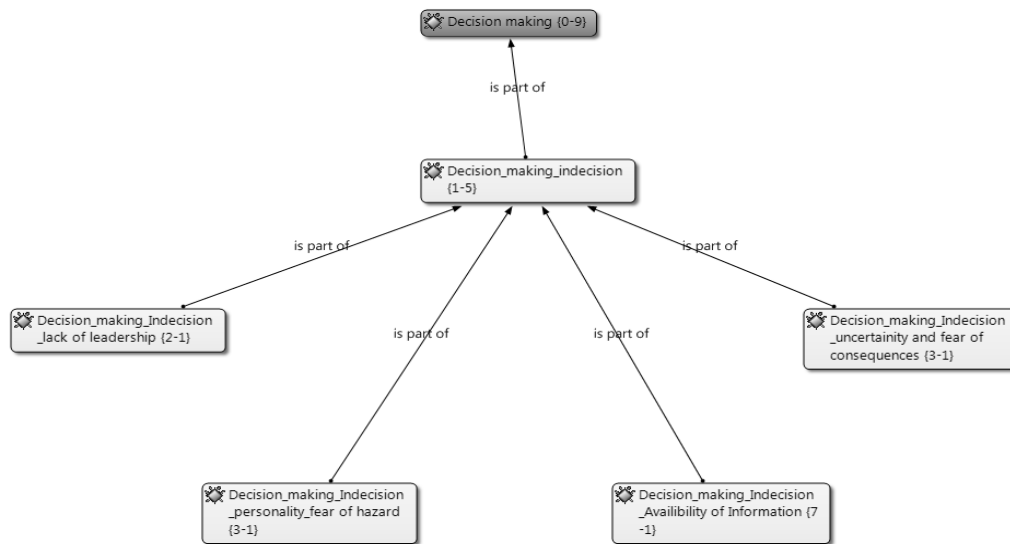 Decision making {0-9}
is part of
Decision_making_indecision
{1-5}
is part of
is part of
Decision_making_Indecision
_lack of leadership {2-1}
Decision_making_Indecision
_uncertainity and fear of
consequences {3-1}
is part of
is part of
Decision_making_Indecision
_personality_fear of hazard
{3-1}
Decision_making_Indecision
_Availibility of Information {7
-1}